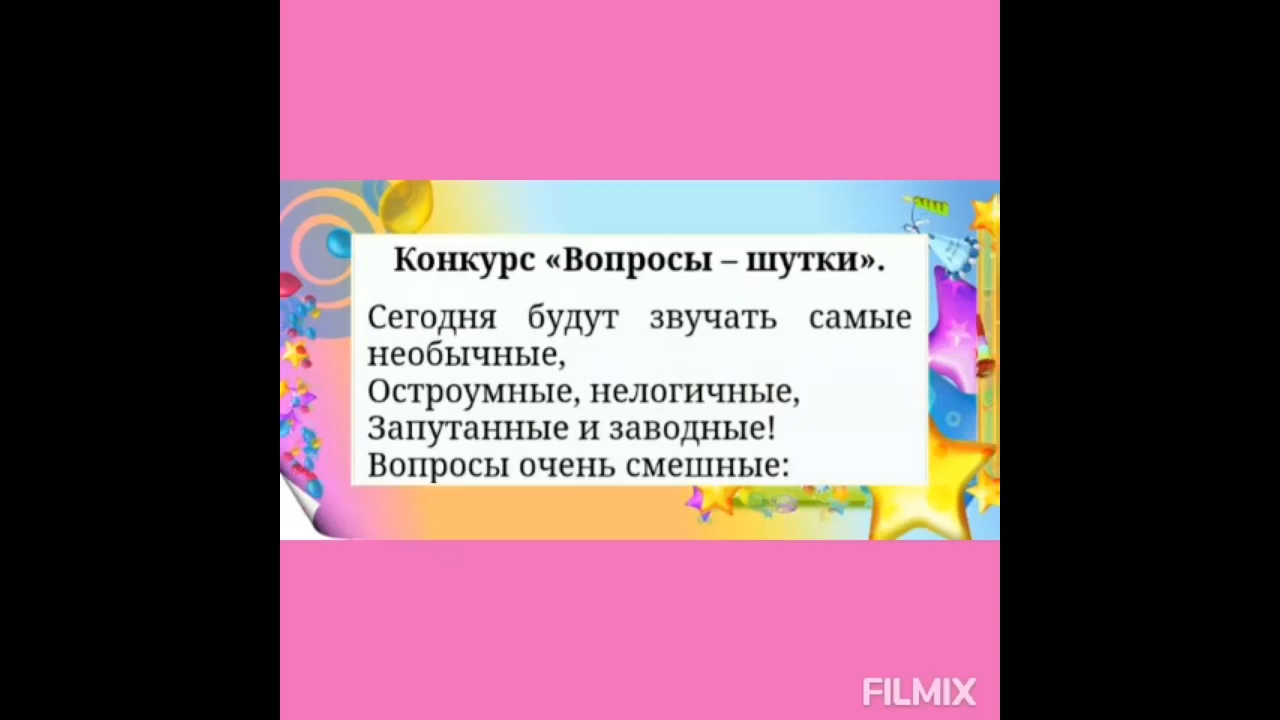 Конкурс «Вопросы – шутки».
Сегодня будут звучать самые
необычные,
Остроумные, нелогичные,
Запутанные и заводные!
Вопросы очень смешные:
FILMIX